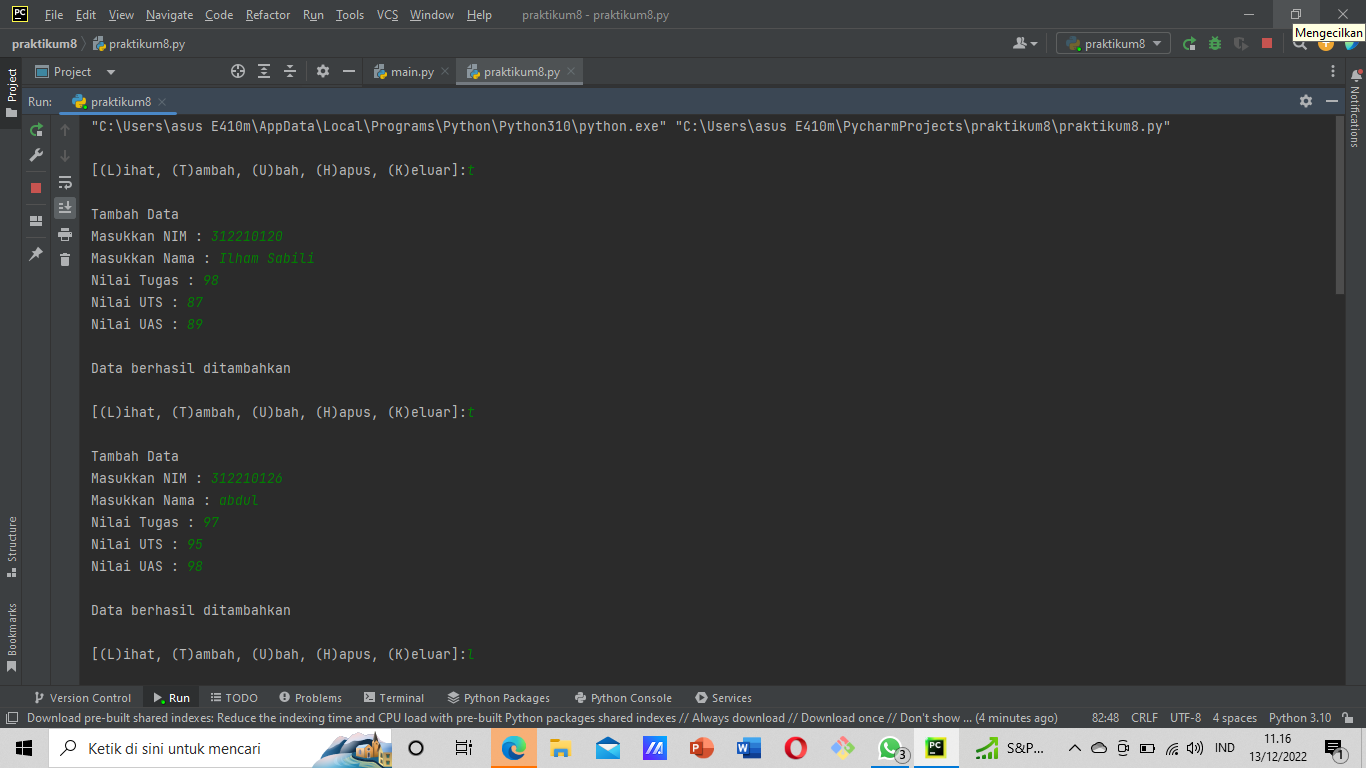 PC File Edit View Navigate Code Refactor Run Tools VCS Window Help praktikum8 - praktikum8.py
Mengecilkan
praktikum8 praktikum8.py praktikum8
Project main.py praktikum8.py
Project
Notifications
Run: praktikum8
"C:\Users\asus E410m\AppData\Local\Programs\Python\Python310\python.exe" "C:\Users\asus E410m\PycharmProjects\praktikum8\praktikum8.py"
[(L)ihat, (T)ambah, (U)bah, (H)apus, (K)eluar]:t
Tambah Data
Masukkan NIM : 312210120
Masukkan Nama : Ilham Sabili
Nilai Tugas : 98
Nilai UTS : 87
Nilai UAS : 89
Data berhasil ditambahkan
[(L)ihat, (T)ambah, (U)bah, (H)apus, (K)eluar]:t
Tambah Data
Masukkan NIM : 312210126
Masukkan Nama : abdul
Nilai Tugas : 97
Nilai UTS : 95
Nilai UAS : 98
Data berhasil ditambahkan
[(L)ihat, (T)ambah, (U)bah, (H)apus, (K)eluar]:l
Structure
Bookmarks
Version Control Run TODO Problems Terminal Python Packages Python Console Services
Download pre-built shared indexes: Reduce the indexing time and CPU load with pre-built Python packages shared indexes // Always download // Download once // Don't show ... (4 minutes ago) 82:48 CRLF UTF-8 4 spaces Python 3.10
Ketik di sini untuk mencari 3 PC S&P... IND 11.16
13/12/2022 1